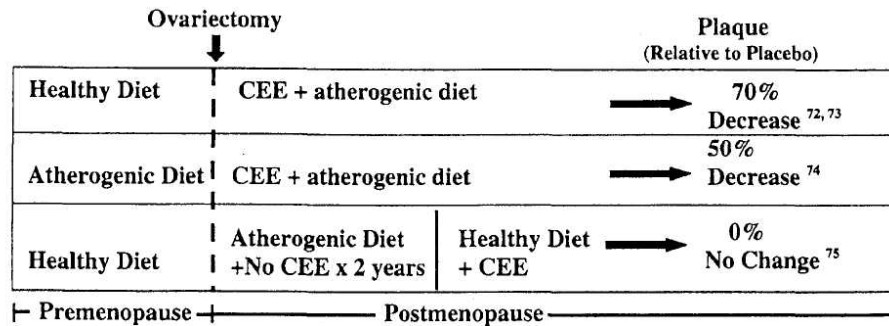 Ovariectomy
Plaque
(Relative to Placebo)
Healthy Diet CEE + atherogenic diet 70%
Decrease 72, 73
50%
Atherogenic Diet CEE + atherogenic diet Decrease 74
Atherogenic Diet Healthy Diet 0%
Healthy Diet +No CEE x 2 years + CEE No Change 75
Premenopause Postmenopause